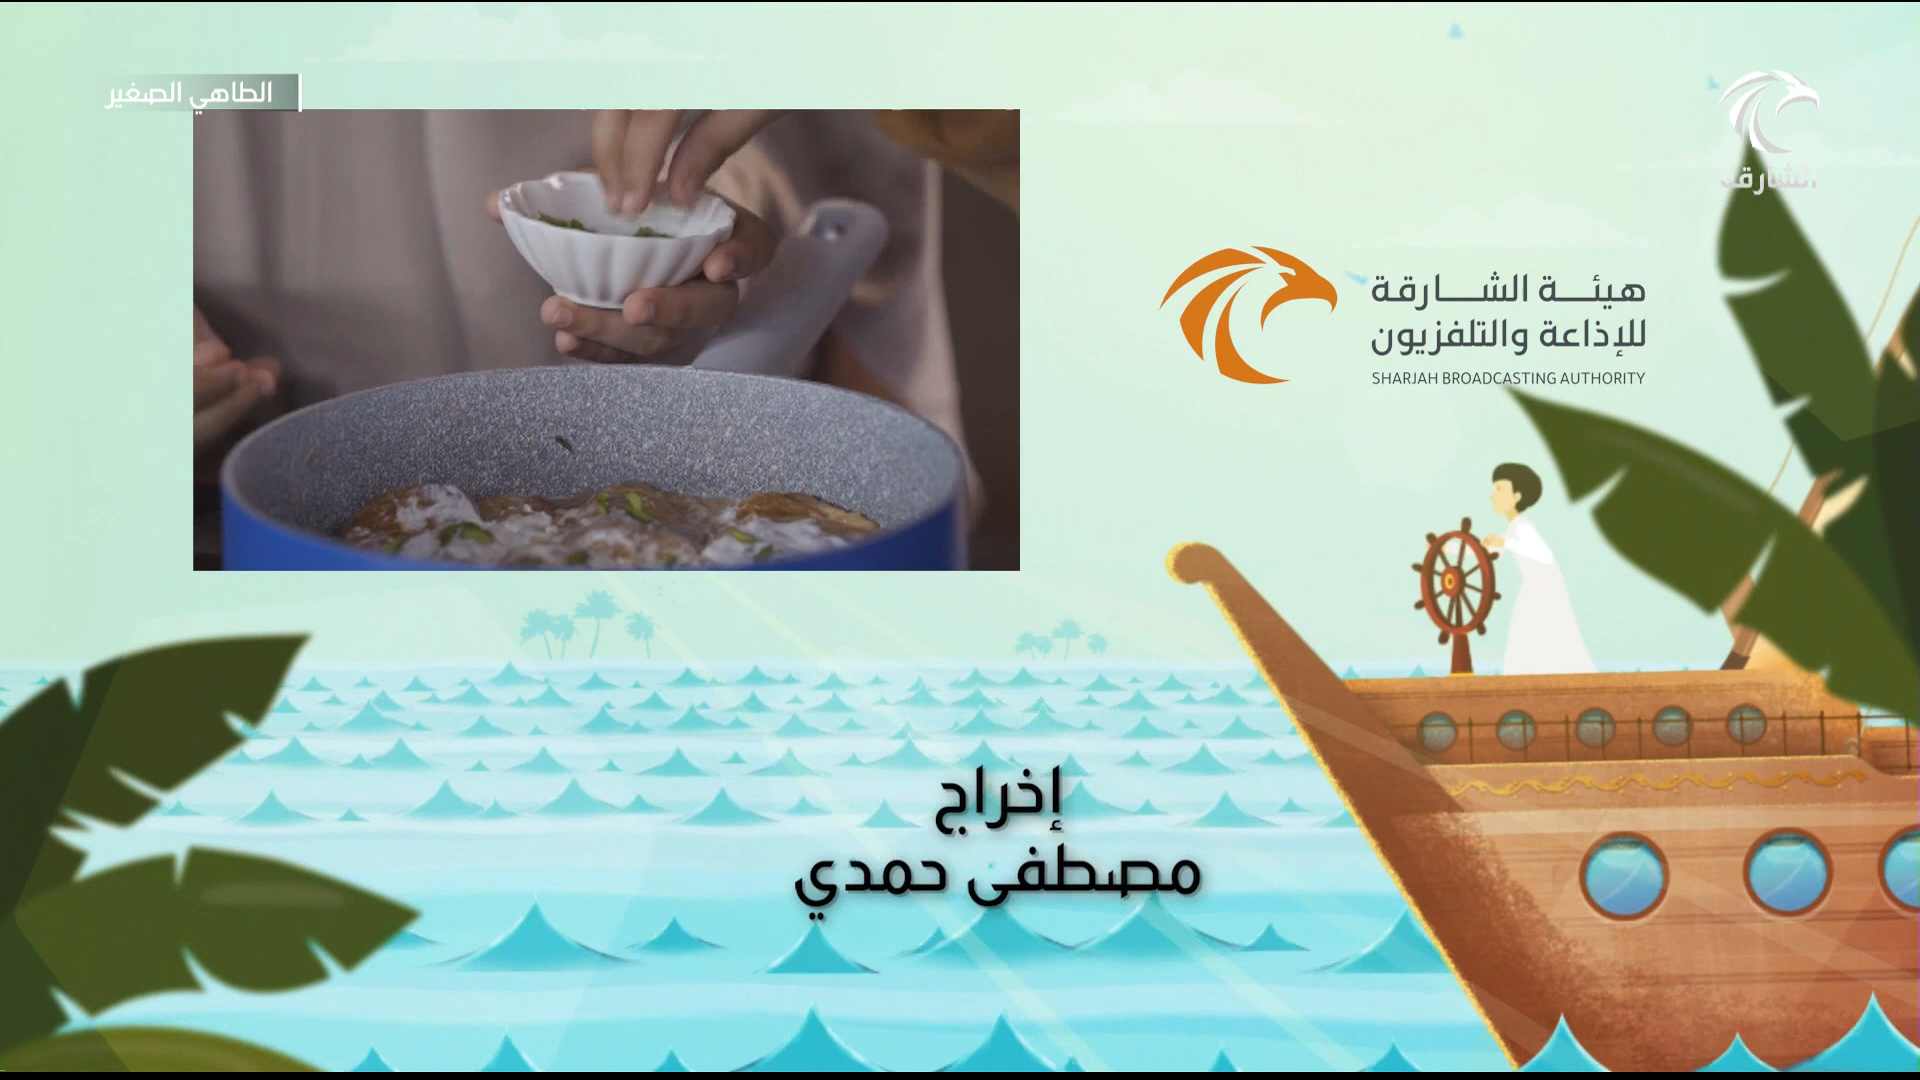 الطاهي الصغير
الشارقة
هيئة الشارقة
للإذاعة والتلفزيون
SHARJAH BROADCASTING AUTHORITY
إخراج
مصطفى حمدي